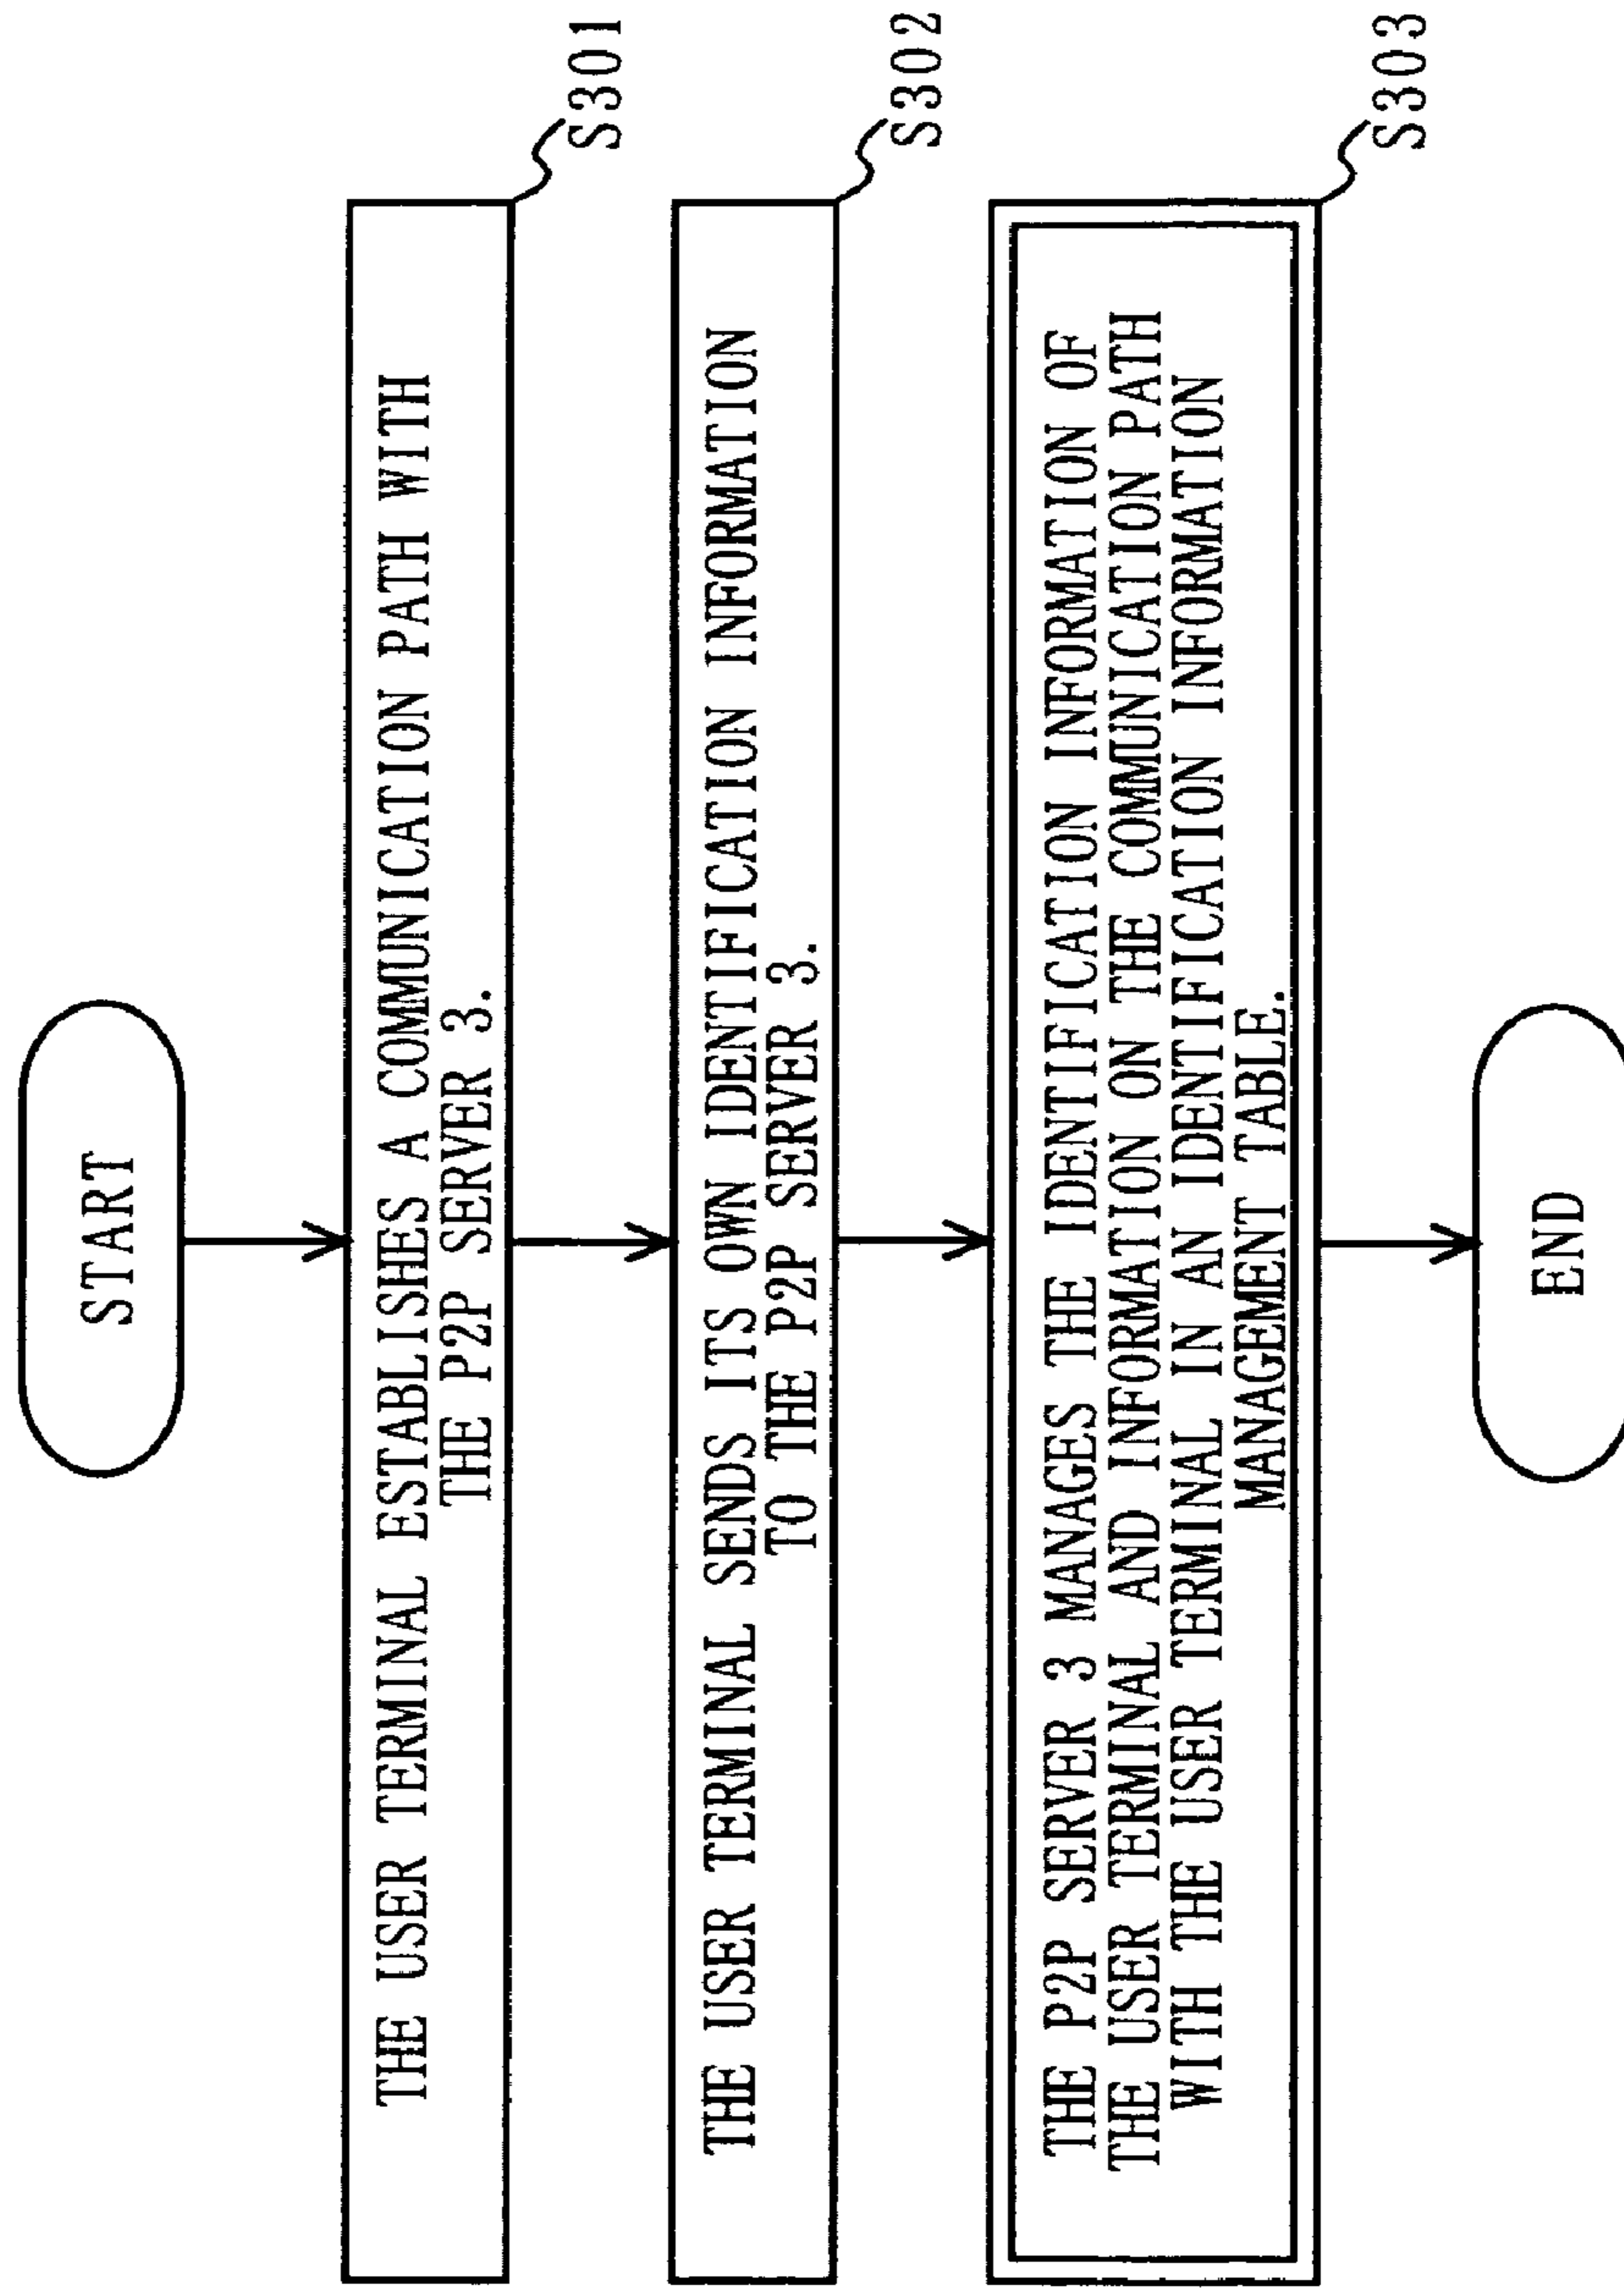 START
THE USER TERMINAL ESTABLISHES A COMMUNICATION PATH WITH
THE P2P SERVER 3.
S301
THE USER TERMINAL SENDS ITS OWN IDENTIFICATION INFORMATION
TO THE P2P SERVER 3.
S302
THE P2P SERVER 3 MANAGES THE IDENTIFICATION INFORMATION OF
THE USER TERMINAL AND INFORMATION ON THE COMMUNICATION PATH
WITH THE USER TERMINAL IN AN IDENTIFICATION INFORMATION
MANAGEMENT TABLE.
S303
END